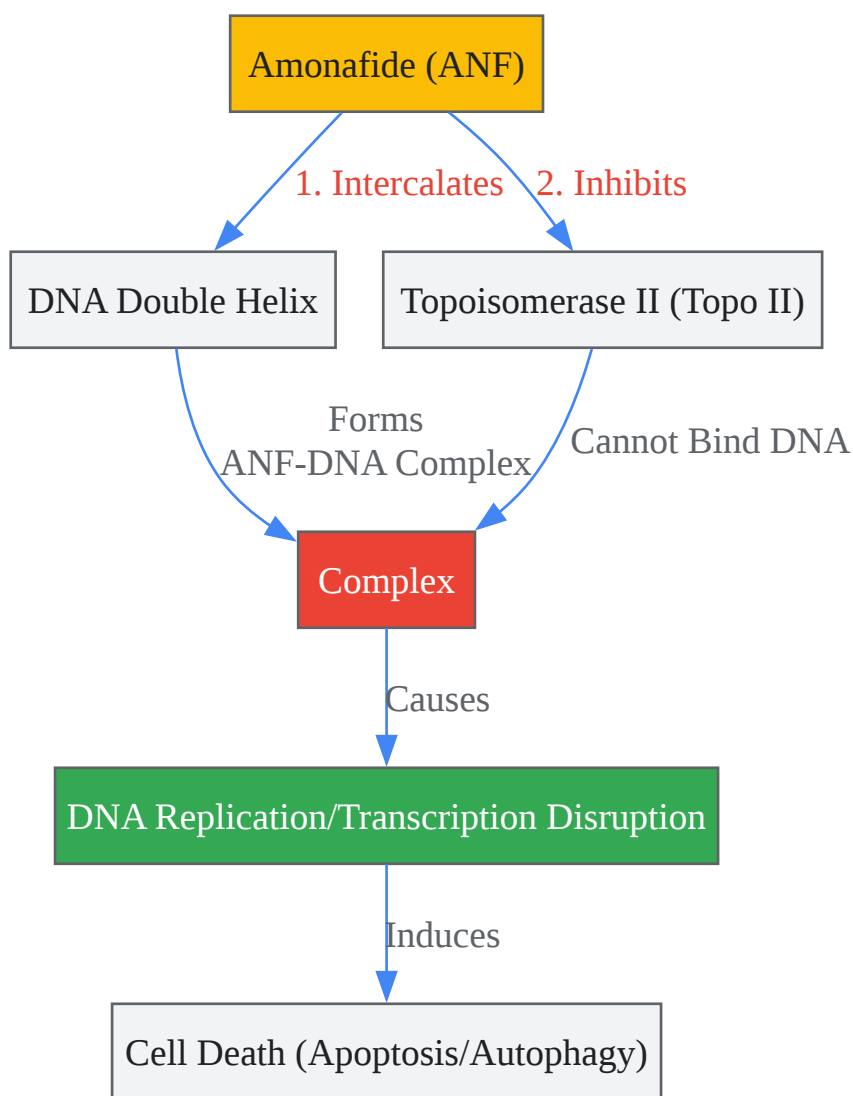 Amonafide (ANF)
1. Intercalates
2. Inhibits
DNA Double Helix
Topoisomerase II (Topo II)
Forms
ANF-DNA Complex
Cannot Bind DNA
Complex
Causes
DNA Replication/Transcription Disruption
Induces
Cell Death (Apoptosis/Autophagy)